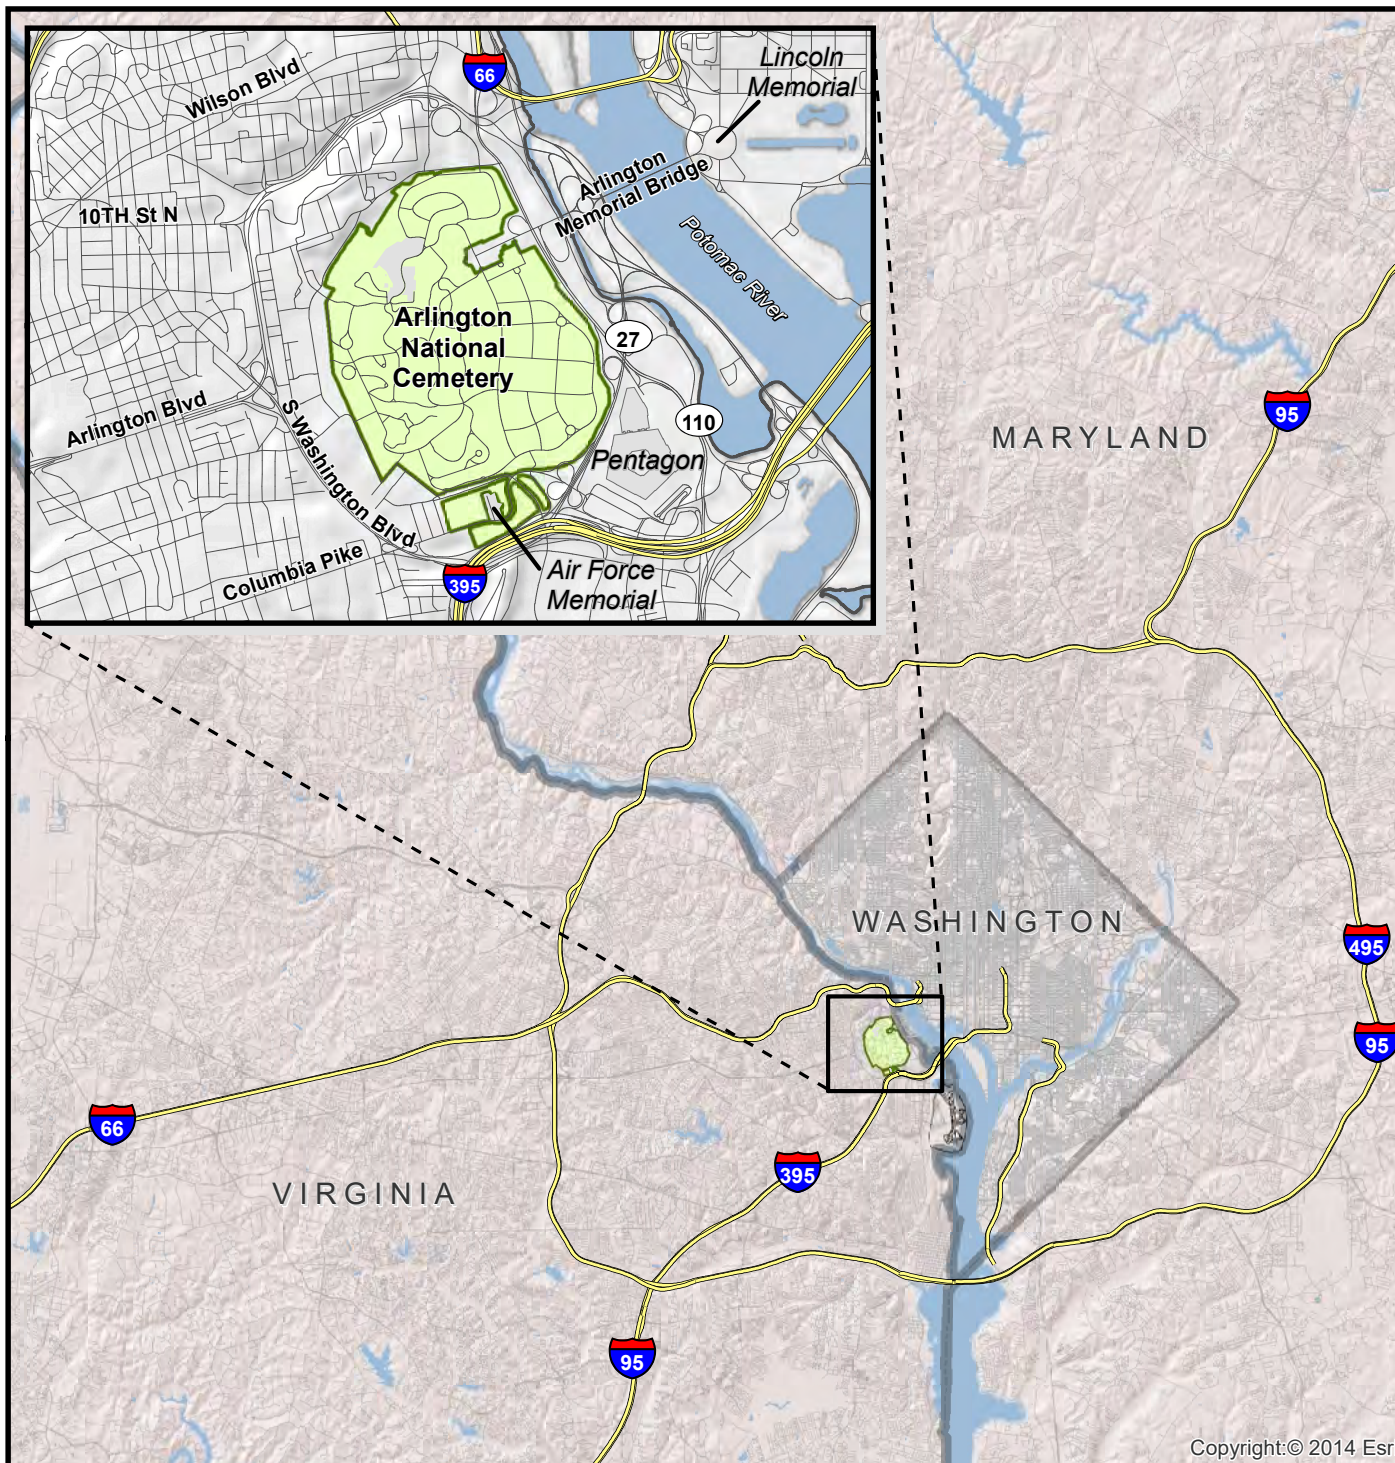 66
Lincoln
Memorial
Wilson Blvd
Arlington
Memorial Bridge
10TH St N
Potomac River
Arlington
National
Cemetery
27
110
Arlington Blvd
S Washington Blvd
Pentagon
Columbia Pike
395
Air Force
Memorial
95
MARYLAND
WASHINGTON
495
95
66
395
VIRGINIA
95
Copyright:© 2014 Esr